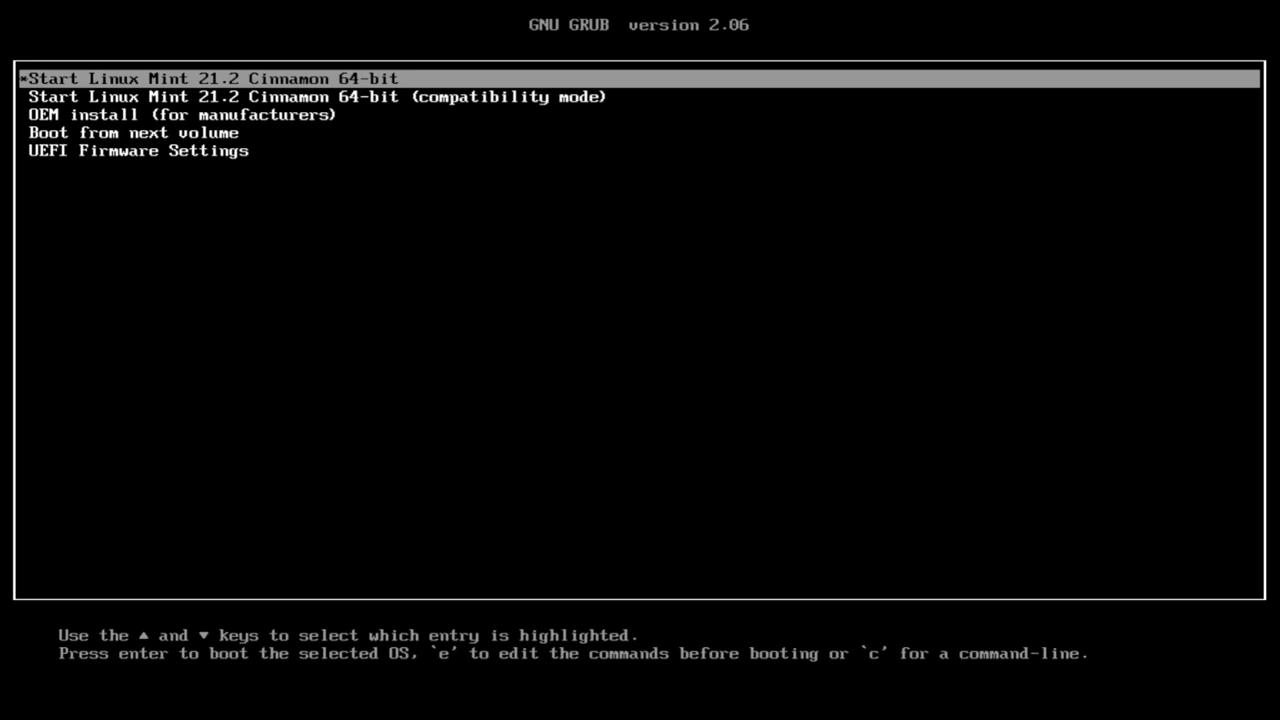 GNU GRUB  version 2.06
*Start Linux Mint 21.2 Cinnamon 64-bit
Start Linux Mint 21.2 Cinnamon 64-bit (compatibility mode)
OEM install (for manufacturers)
Boot from next volume
UEFI Firmware Settings
Use the ▲ and ▼ keys to select which entry is highlighted.
Press enter to boot the selected OS, `e' to edit the commands before booting or `c' for a command-line.